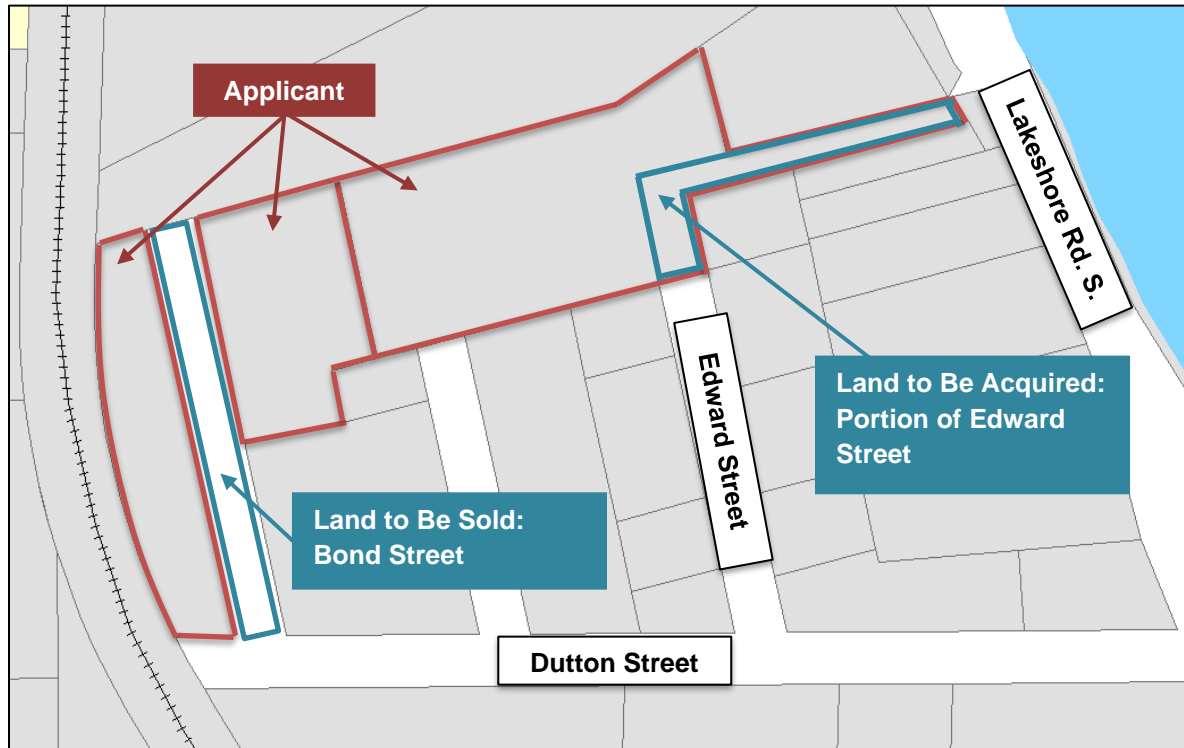 Applicant
Lakeshore Rd. S.
Land to Be Acquired:
Portion of Edward
Street
Edward Street
Land to Be Sold:
Bond Street
Dutton Street